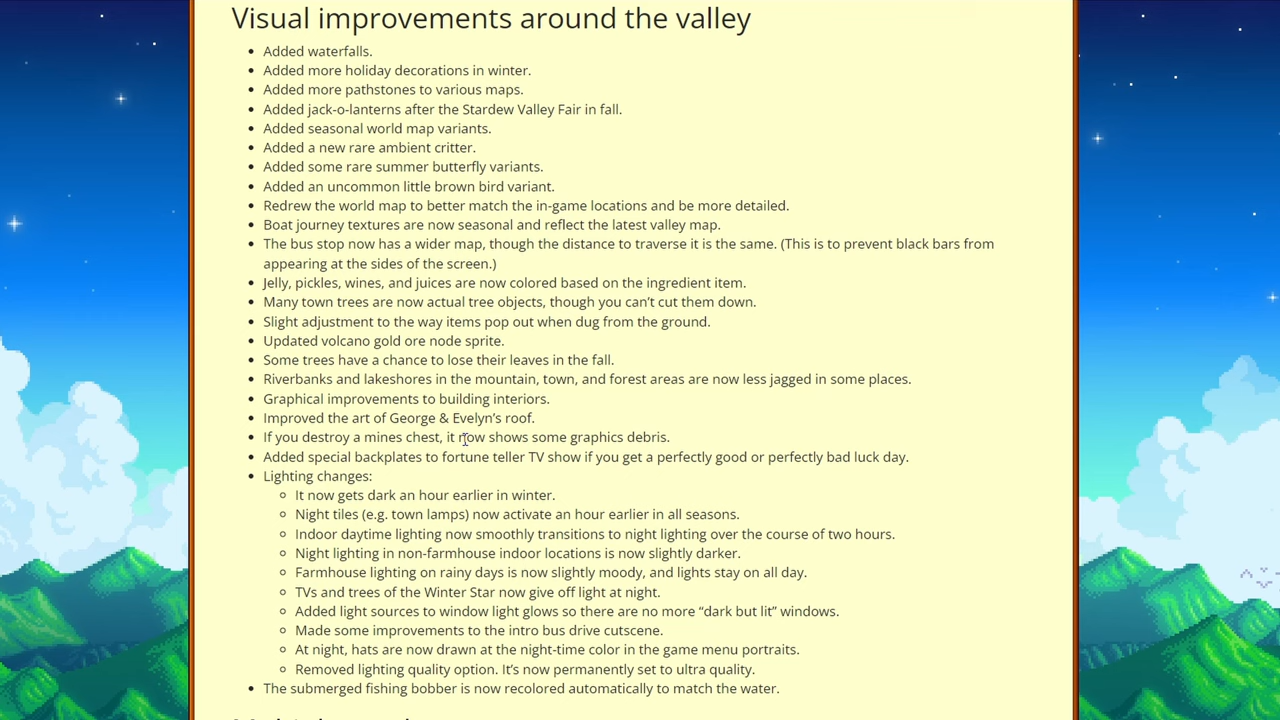 Visual improvements around the valley
Added waterfalls.
Added more holiday decorations in winter.
Added more pathstones to various maps.
Added jack-o-lanterns after the Stardew Valley Fair in fall.
Added seasonal world map variants.
Added a new rare ambient critter.
Added some rare summer butterfly variants.
Added an uncommon little brown bird variant.
Redrew the world map to better match the in-game locations and be more detailed.
Boat journey textures are now seasonal and reflect the latest valley map.
The bus stop now has a wider map, though the distance to traverse it is the same. (This is to prevent black bars from
appearing at the sides of the screen.)
Jelly, pickles, wines, and juices are now colored based on the ingredient item.
Many town trees are now actual tree objects, though you can’t cut them down.
Slight adjustment to the way items pop out when dug from the ground.
Updated volcano gold ore node sprite.
Some trees have a chance to lose their leaves in the fall.
Riverbanks and lakeshores in the mountain, town, and forest areas are now less jagged in some places.
Graphical improvements to building interiors.
Improved the art of George & Evelyn’s roof.
If you destroy a mines chest, it now shows some graphics debris.
Added special backplates to fortune teller TV show if you get a perfectly good or perfectly bad luck day.
Lighting changes:
It now gets dark an hour earlier in winter.
Night tiles (e.g. town lamps) now activate an hour earlier in all seasons.
Indoor daytime lighting now smoothly transitions to night lighting over the course of two hours.
Night lighting in non-farmhouse indoor locations is now slightly darker.
Farmhouse lighting on rainy days is now slightly moody, and lights stay on all day.
TVs and trees of the Winter Star now give off light at night.
Added light sources to window light glows so there are no more “dark but lit” windows.
Made some improvements to the intro bus drive cutscene.
At night, hats are now drawn at the night-time color in the game menu portraits.
Removed lighting quality option. It’s now permanently set to ultra quality.
The submerged fishing bobber is now recolored automatically to match the water.